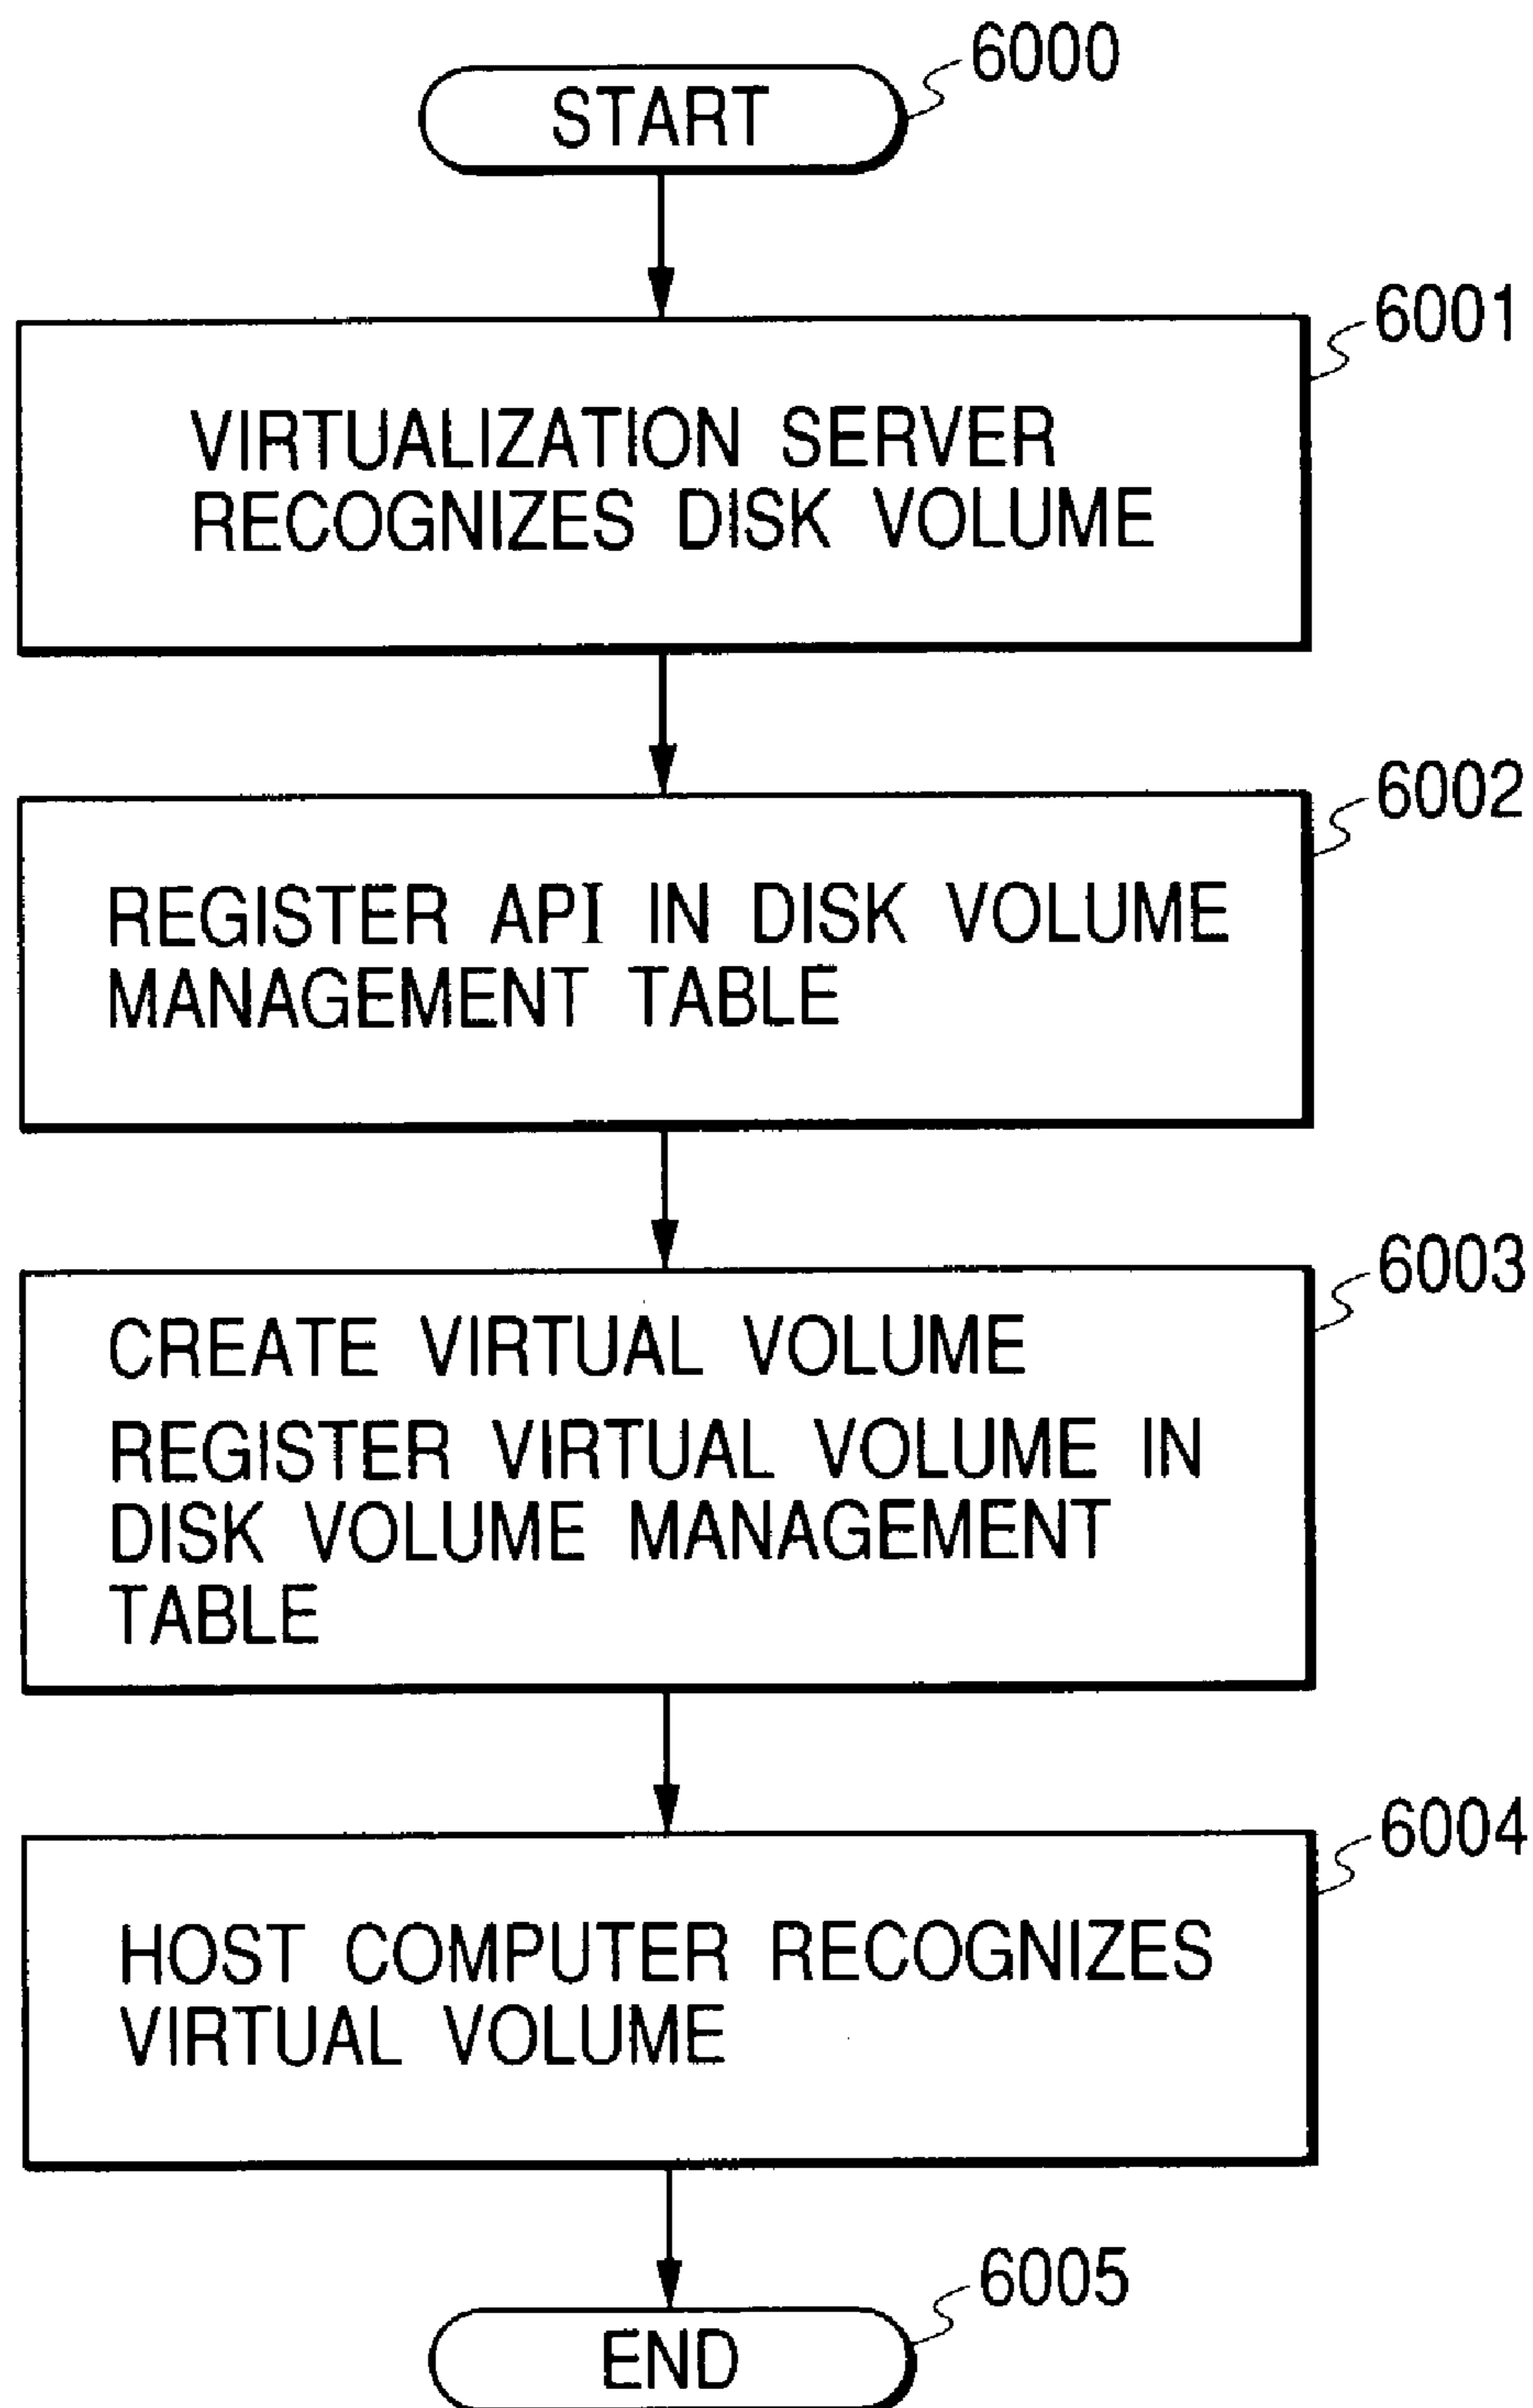 6000
START
6001
VIRTUALIZATION SERVER
RECOGNIZES DISK VOLUME
6002
REGISTER API IN DISK VOLUME
MANAGEMENT TABLE
6003
CREATE VIRTUAL VOLUME
REGISTER VIRTUAL VOLUME IN
DISK VOLUME MANAGEMENT
TABLE
6004
HOST COMPUTER RECOGNIZES
VIRTUAL VOLUME
6005
END